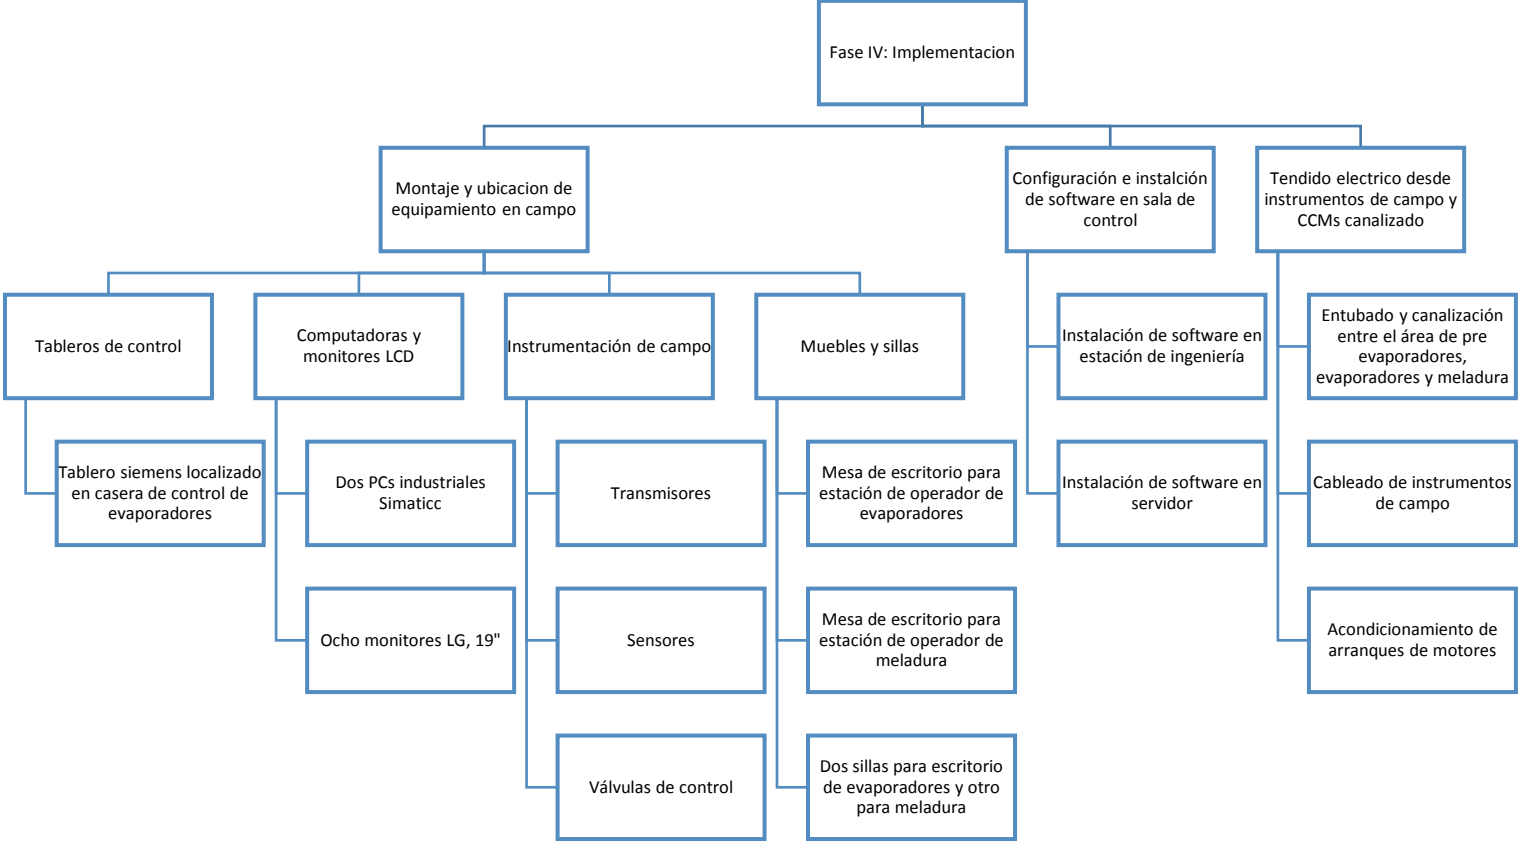 Fase IV: Implementacion
Montaje y ubicacion de
equipamiento en campo
Configuración e instalción
de software en sala de
control
Tendido electrico desde
instrumentos de campo y
CCMs canalizado
Tableros de control
Computadoras y
monitores LCD
Instrumentación de campo
Muebles y sillas
Instalación de software en
estación de ingeniería
Entubado y canalización
entre el área de pre
evaporadores,
evaporadores y meladura
Tablero siemens localizado
en casera de control de
evaporadores
Dos PCs industriales
Simaticc
Transmisores
Mesa de escritorio para
estación de operador de
evaporadores
Instalación de software en
servidor
Cableado de instrumentos
de campo
Ocho monitores LG, 19"
Sensores
Mesa de escritorio para
estación de operador de
meladura
Acondicionamiento de
arranques de motores
Válvulas de control
Dos sillas para escritorio
de evaporadores y otro
para meladura